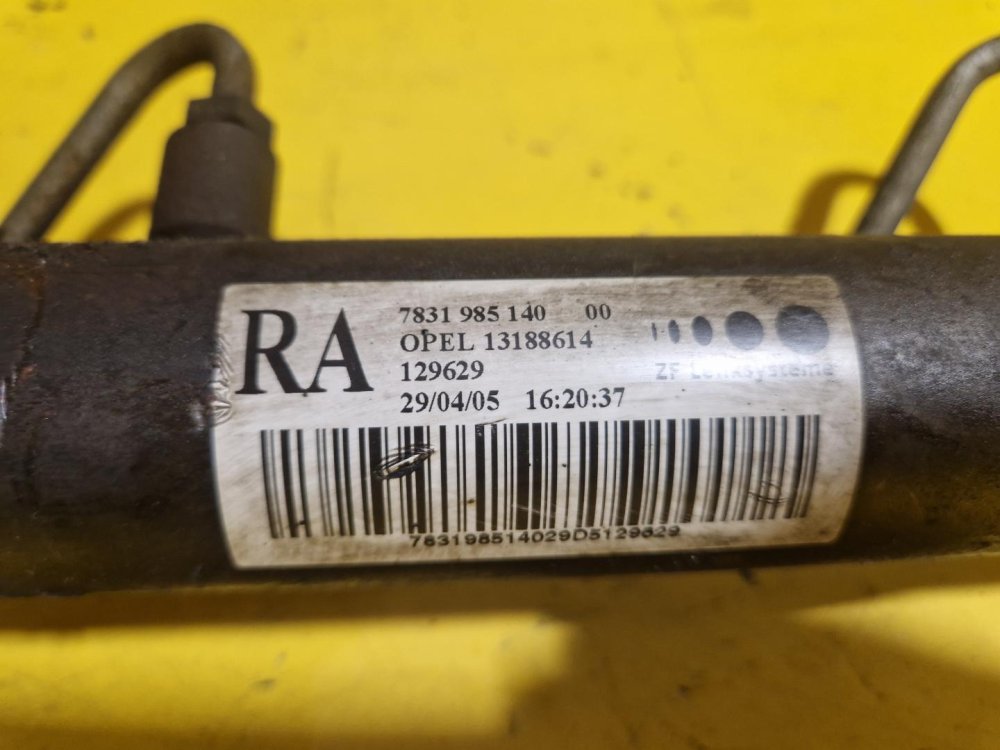 RA
7831 985 140 00
OPEL 13188614
129629
29/04/05 16:20:37
ZF Lenksysteme
783198514029D5129629